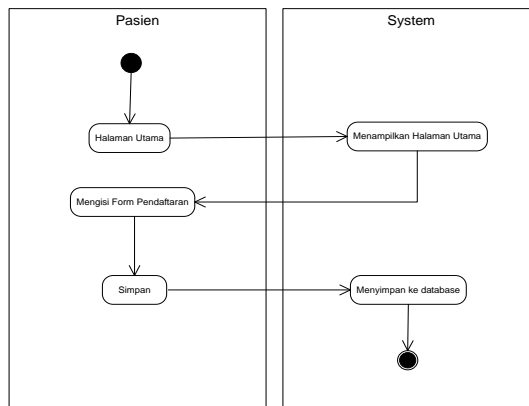 Pasien
System
Halaman Utama
Menampilkan Halaman Utama
Mengisi Form Pendaftaran
Simpan
Menyimpan ke database